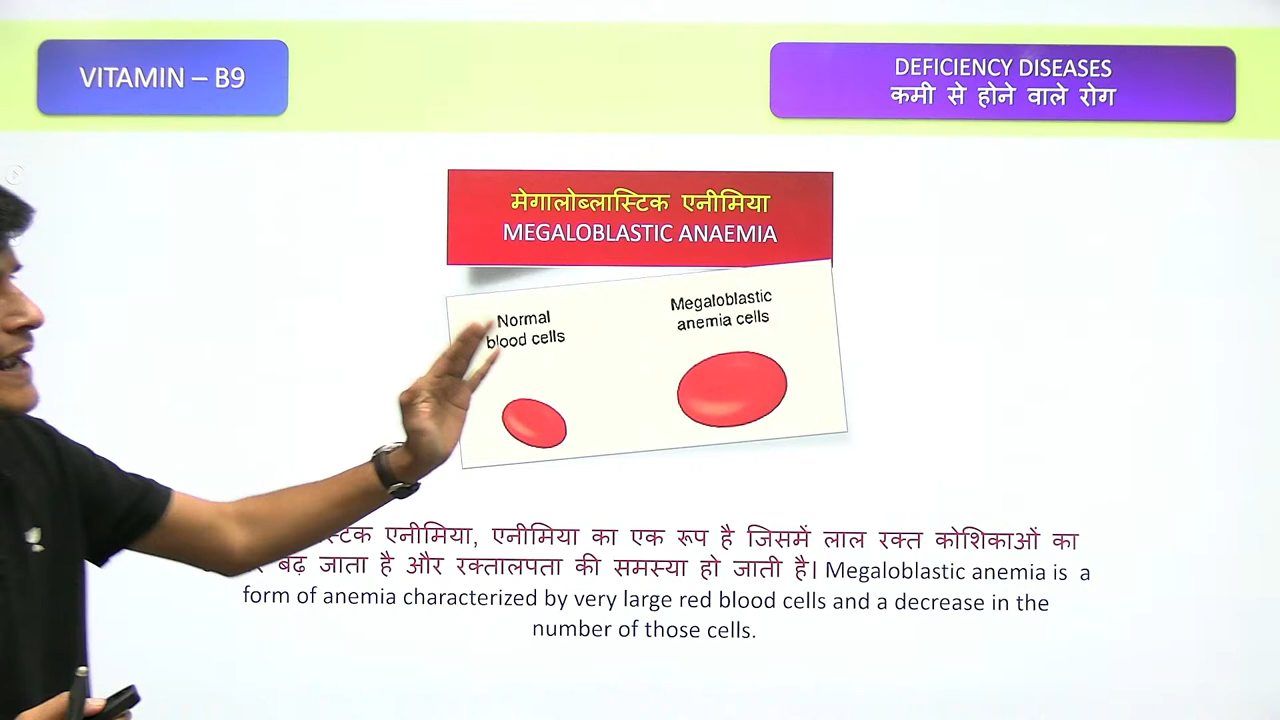 VITAMIN – B9
DEFICIENCY DISEASES
कमी से होने वाले रोग
मेगालोब्लास्टिक एनीमिया
MEGALOBLASTIC ANAEMIA
Normal
blood cells
Megaloblastic
anemia cells
एनीमिया, एनीमिया का एक रूप है जिसमें लाल रक्त कोशिकाओं का
बढ़ जाता है और रक्तालपता की समस्या हो जाती है। Megaloblastic anemia is a
form of anemia characterized by very large red blood cells and a decrease in the
number of those cells.